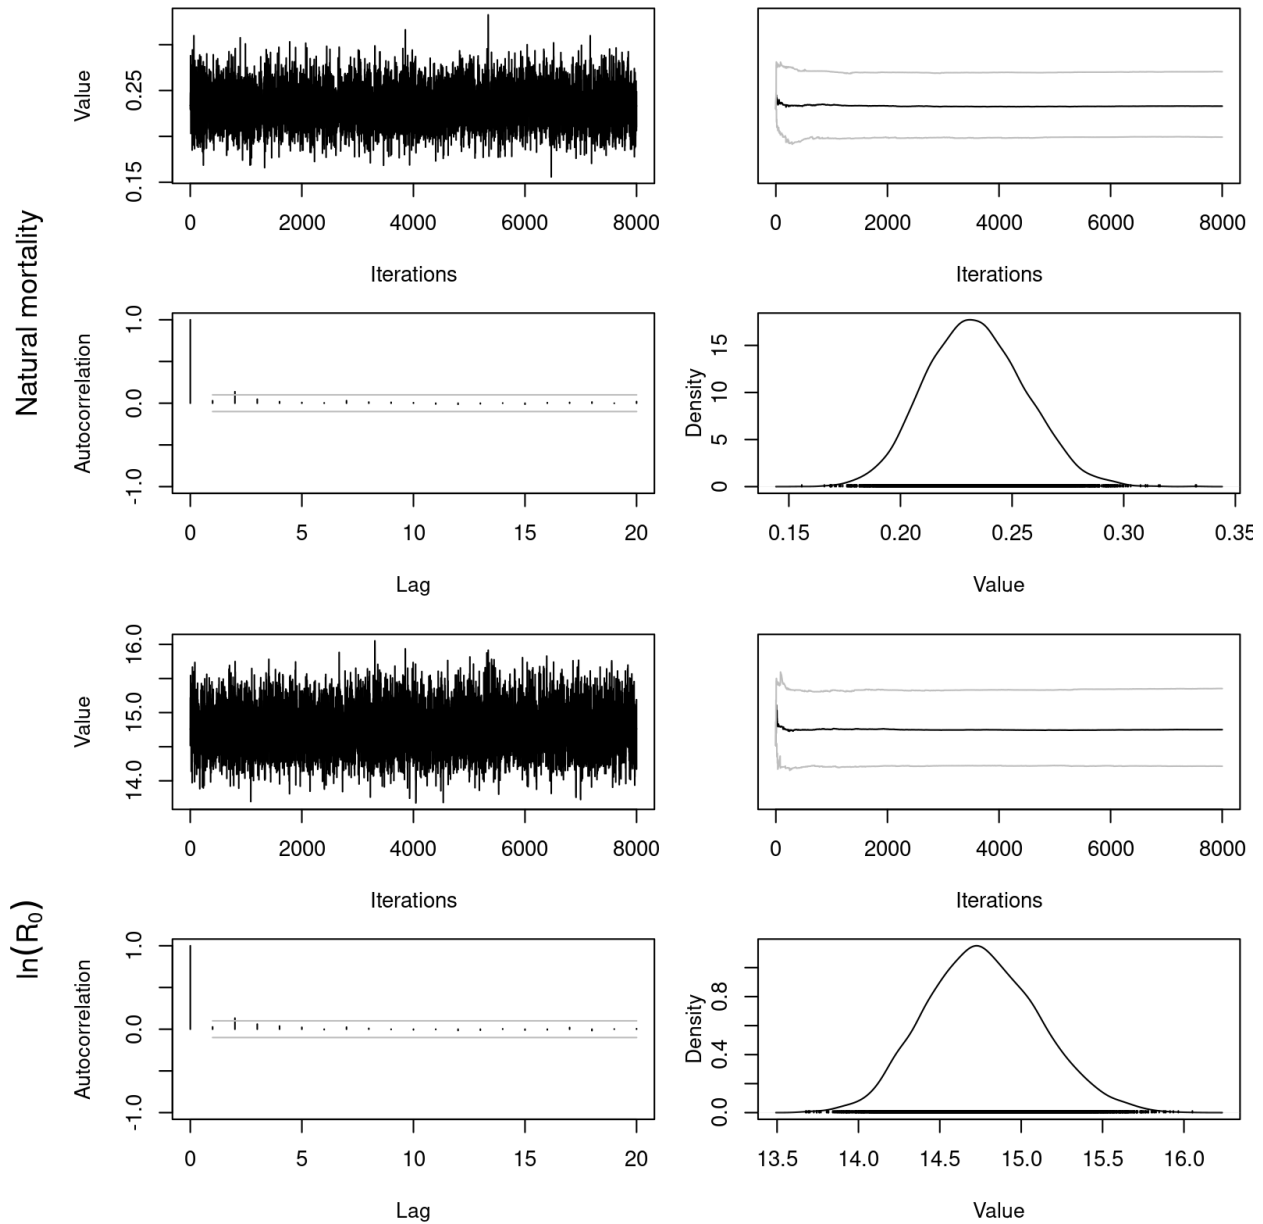 Natural mortality
Value
0.15 0.25
0 2000 4000 6000 8000
Iterations
0 2000 4000 6000 8000
Iterations
Autocorrelation
-1.0 0.0 1.0
0 5 10 15 20
Lag
Density
0 5 10 15
0.15 0.20 0.25 0.30 0.35
Value
ln(R0)
Value
14.0 15.0 16.0
0 2000 4000 6000 8000
Iterations
0 2000 4000 6000 8000
Iterations
Autocorrelation
-1.0 0.0 1.0
0 5 10 15 20
Lag
Density
0.0 0.4 0.8
13.5 14.0 14.5 15.0 15.5 16.0
Value